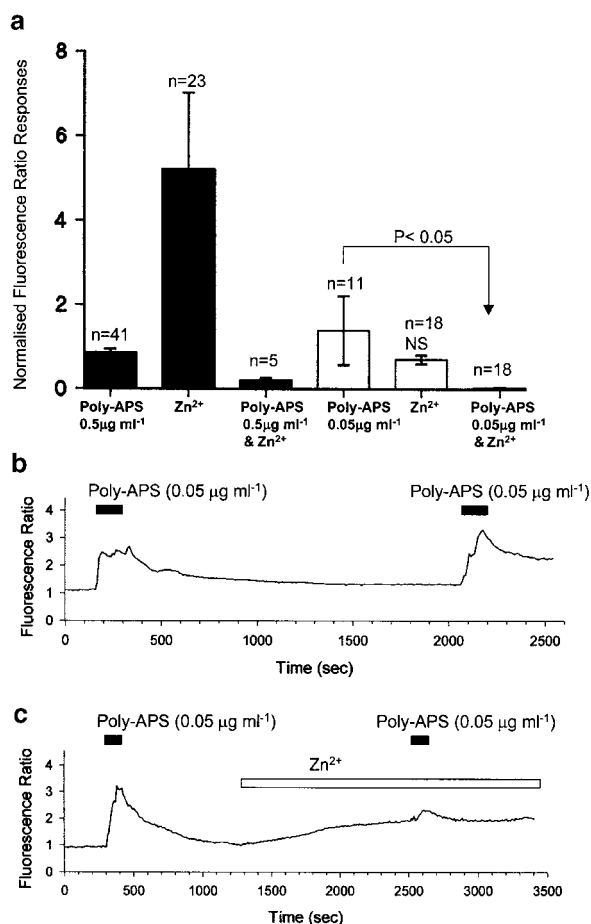 a
Normalised Fluorescence Ratio Responses
8
6
4
2
0
n=41
n=23
n=5
n=11
n=18
NS
n=18
P< 0.05
Poly-APS
0.5μg ml-1
Zn2+
Poly-APS
0.5μg ml-1
& Zn2+
Poly-APS
0.05μg ml-1
Zn2+
Poly-APS
0.05μg ml-1
& Zn2+
b
Poly-APS (0.05 μg ml-1)
Poly-APS (0.05 μg ml-1)
Fluorescence Ratio
4
3
2
1
0
0 500 1000 1500 2000 2500
Time (sec)
c
Poly-APS (0.05 μg ml-1)
Poly-APS (0.05 μg ml-1)
Zn2+
Fluorescence Ratio
4
3
2
1
0
0 500 1000 1500 2000 2500 3000 3500
Time (sec)